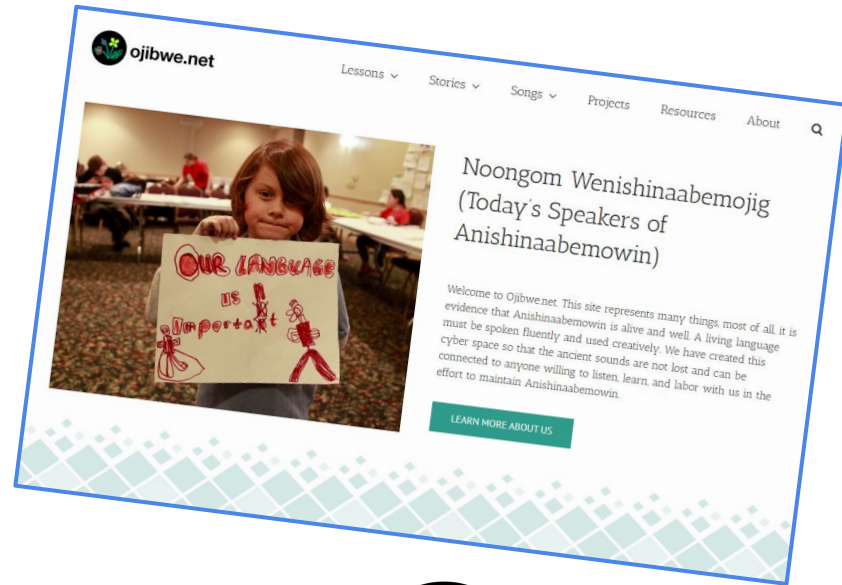 ojibwe.net
Lessons Stories Songs Projects Resources About
OUR LANGUAGE
IS
Important
Noongom Wenishinaabemojig
(Today's Speakers of
Anishinaabemowin)
Welcome to Ojibwe.net. This site represents many things, most of all, it is
evidence that Anishinaabemowin is alive and well. A living language
must be spoken fluently and used creatively. We have created this
cyber space so that the ancient sounds are not lost and can be
connected to anyone willing to listen, learn, and labor with us in the
effort to maintain Anishinaabemowin.
LEARN MORE ABOUT US